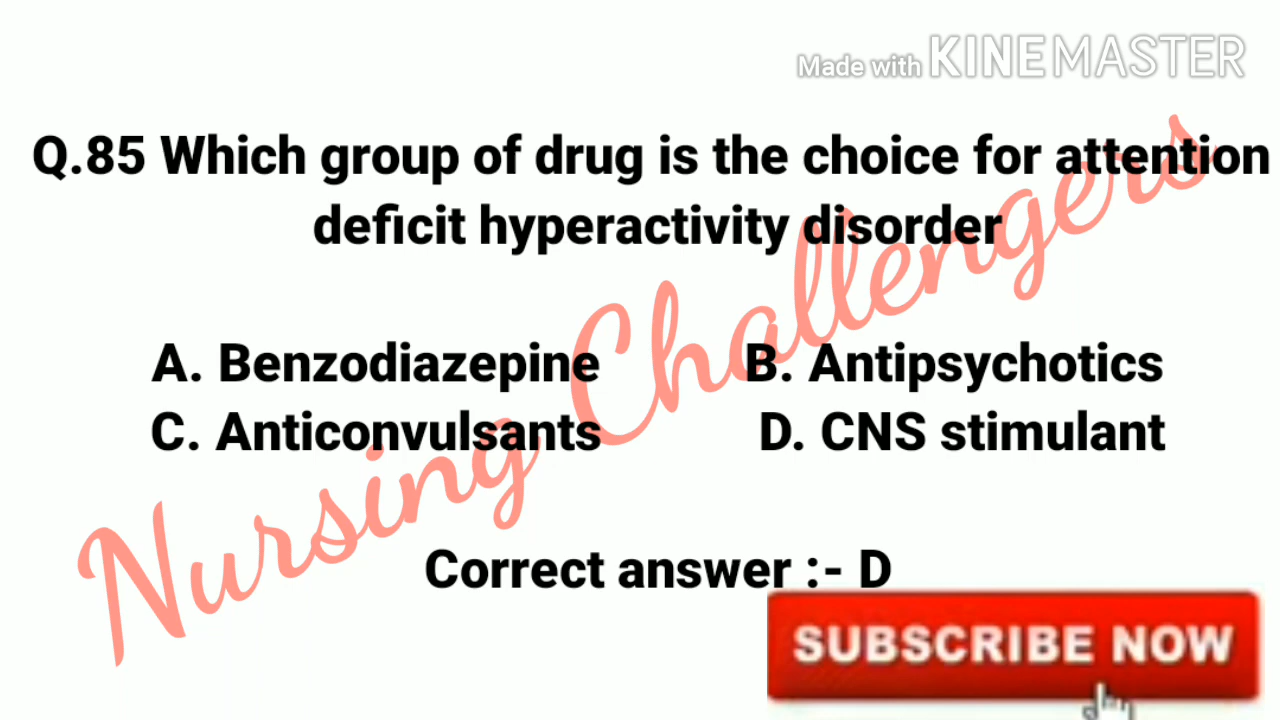 Made with KINEMASTER
Q.85 Which group of drug is the choice for attention
deficit hyperactivity disorder
A. Benzodiazepine B. Antipsychotics
C. Anticonvulsants D. CNS stimulant
Nursing Challengers
Correct answer :- D
SUBSCRIBE NOW